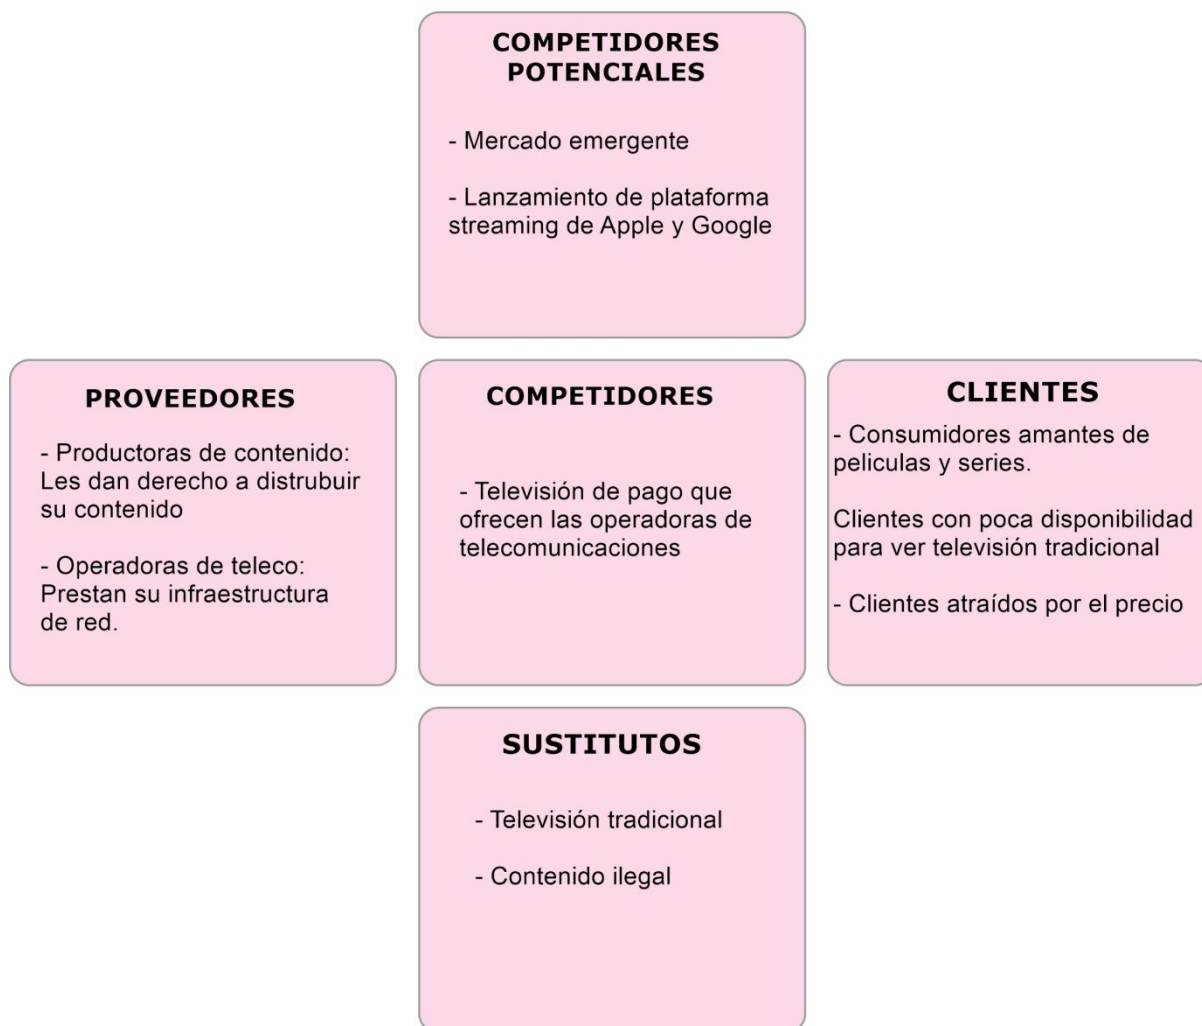 COMPETIDORES
POTENCIALES
- Mercado emergente
- Lanzamiento de plataforma
streaming de Apple y Google
PROVEEDORES
- Productoras de contenido:
Les dan derecho a distrubuir
su contenido
- Operadoras de teleco:
Prestan su infraestructura
de red.
COMPETIDORES
- Televisión de pago que
ofrecen las operadoras de
telecomunicaciones
CLIENTES
- Consumidores amantes de
peliculas y series.
Clientes con poca disponibilidad
para ver televisión tradicional
- Clientes atraídos por el precio
SUSTITUTOS
- Televisión tradicional
- Contenido ilegal